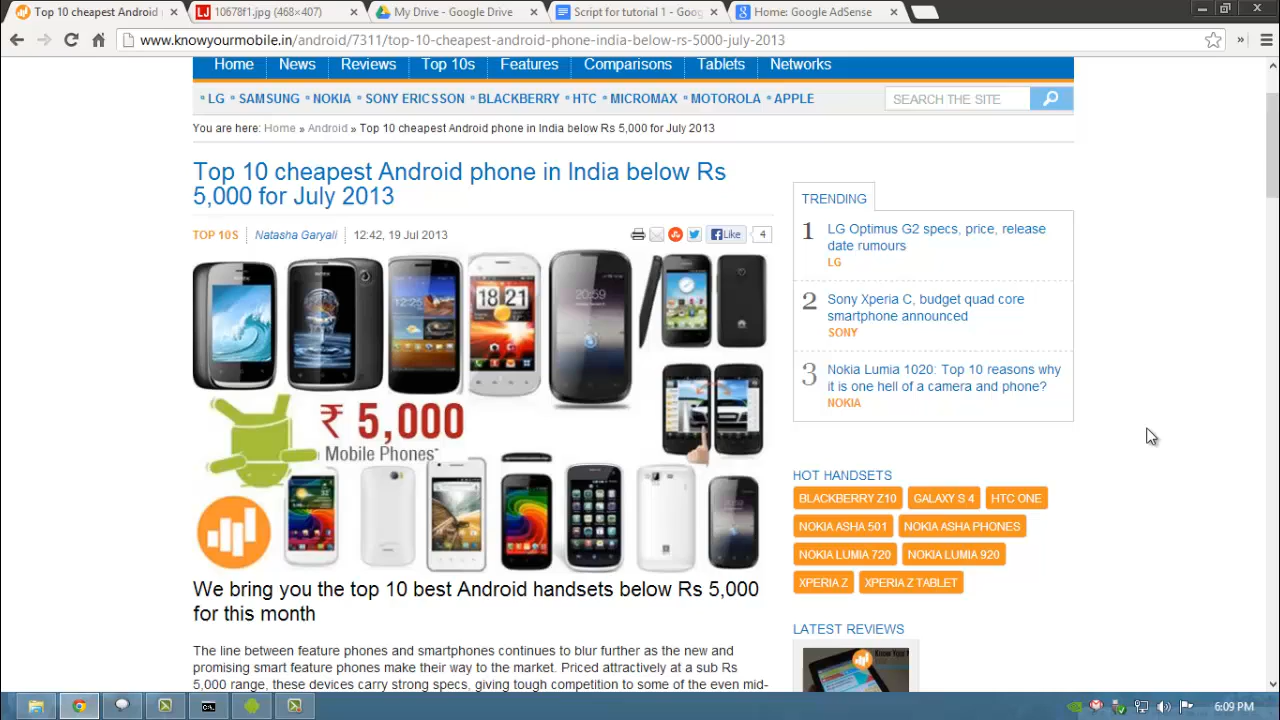 Top 10 cheapest Android
10678f1.jpg (468×407)
My Drive - Google Drive
Script for tutorial 1 - Goog
Home: Google AdSense
www.knowyourmobile.in/android/7311/top-10-cheapest-android-phone-india-below-rs-5000-july-2013
Home News Reviews Top 10s Features Comparisons Tablets Networks
LG SAMSUNG NOKIA SONY ERICSSON BLACKBERRY HTC MICROMAX MOTOROLA APPLE
SEARCH THE SITE
You are here: Home » Android » Top 10 cheapest Android phone in India below Rs 5,000 for July 2013
Top 10 cheapest Android phone in India below Rs
5,000 for July 2013
TOP 10S Natasha Garyali 12:42, 19 Jul 2013
Like 4
18 21
20:59
₹ 5,000
Mobile Phones
We bring you the top 10 best Android handsets below Rs 5,000
for this month
The line between feature phones and smartphones continues to blur further as the new and
promising smart feature phones make their way to the market. Priced attractively at a sub Rs
5,000 range, these devices carry strong specs, giving tough competition to some of the even mid-
TRENDING
1 LG Optimus G2 specs, price, release
date rumours
LG
2 Sony Xperia C, budget quad core
smartphone announced
SONY
3 Nokia Lumia 1020: Top 10 reasons why
it is one hell of a camera and phone?
NOKIA
HOT HANDSETS
BLACKBERRY Z10 GALAXY S 4 HTC ONE
NOKIA ASHA 501 NOKIA ASHA PHONES
NOKIA LUMIA 720 NOKIA LUMIA 920
XPERIA Z XPERIA Z TABLET
LATEST REVIEWS
6:09 PM